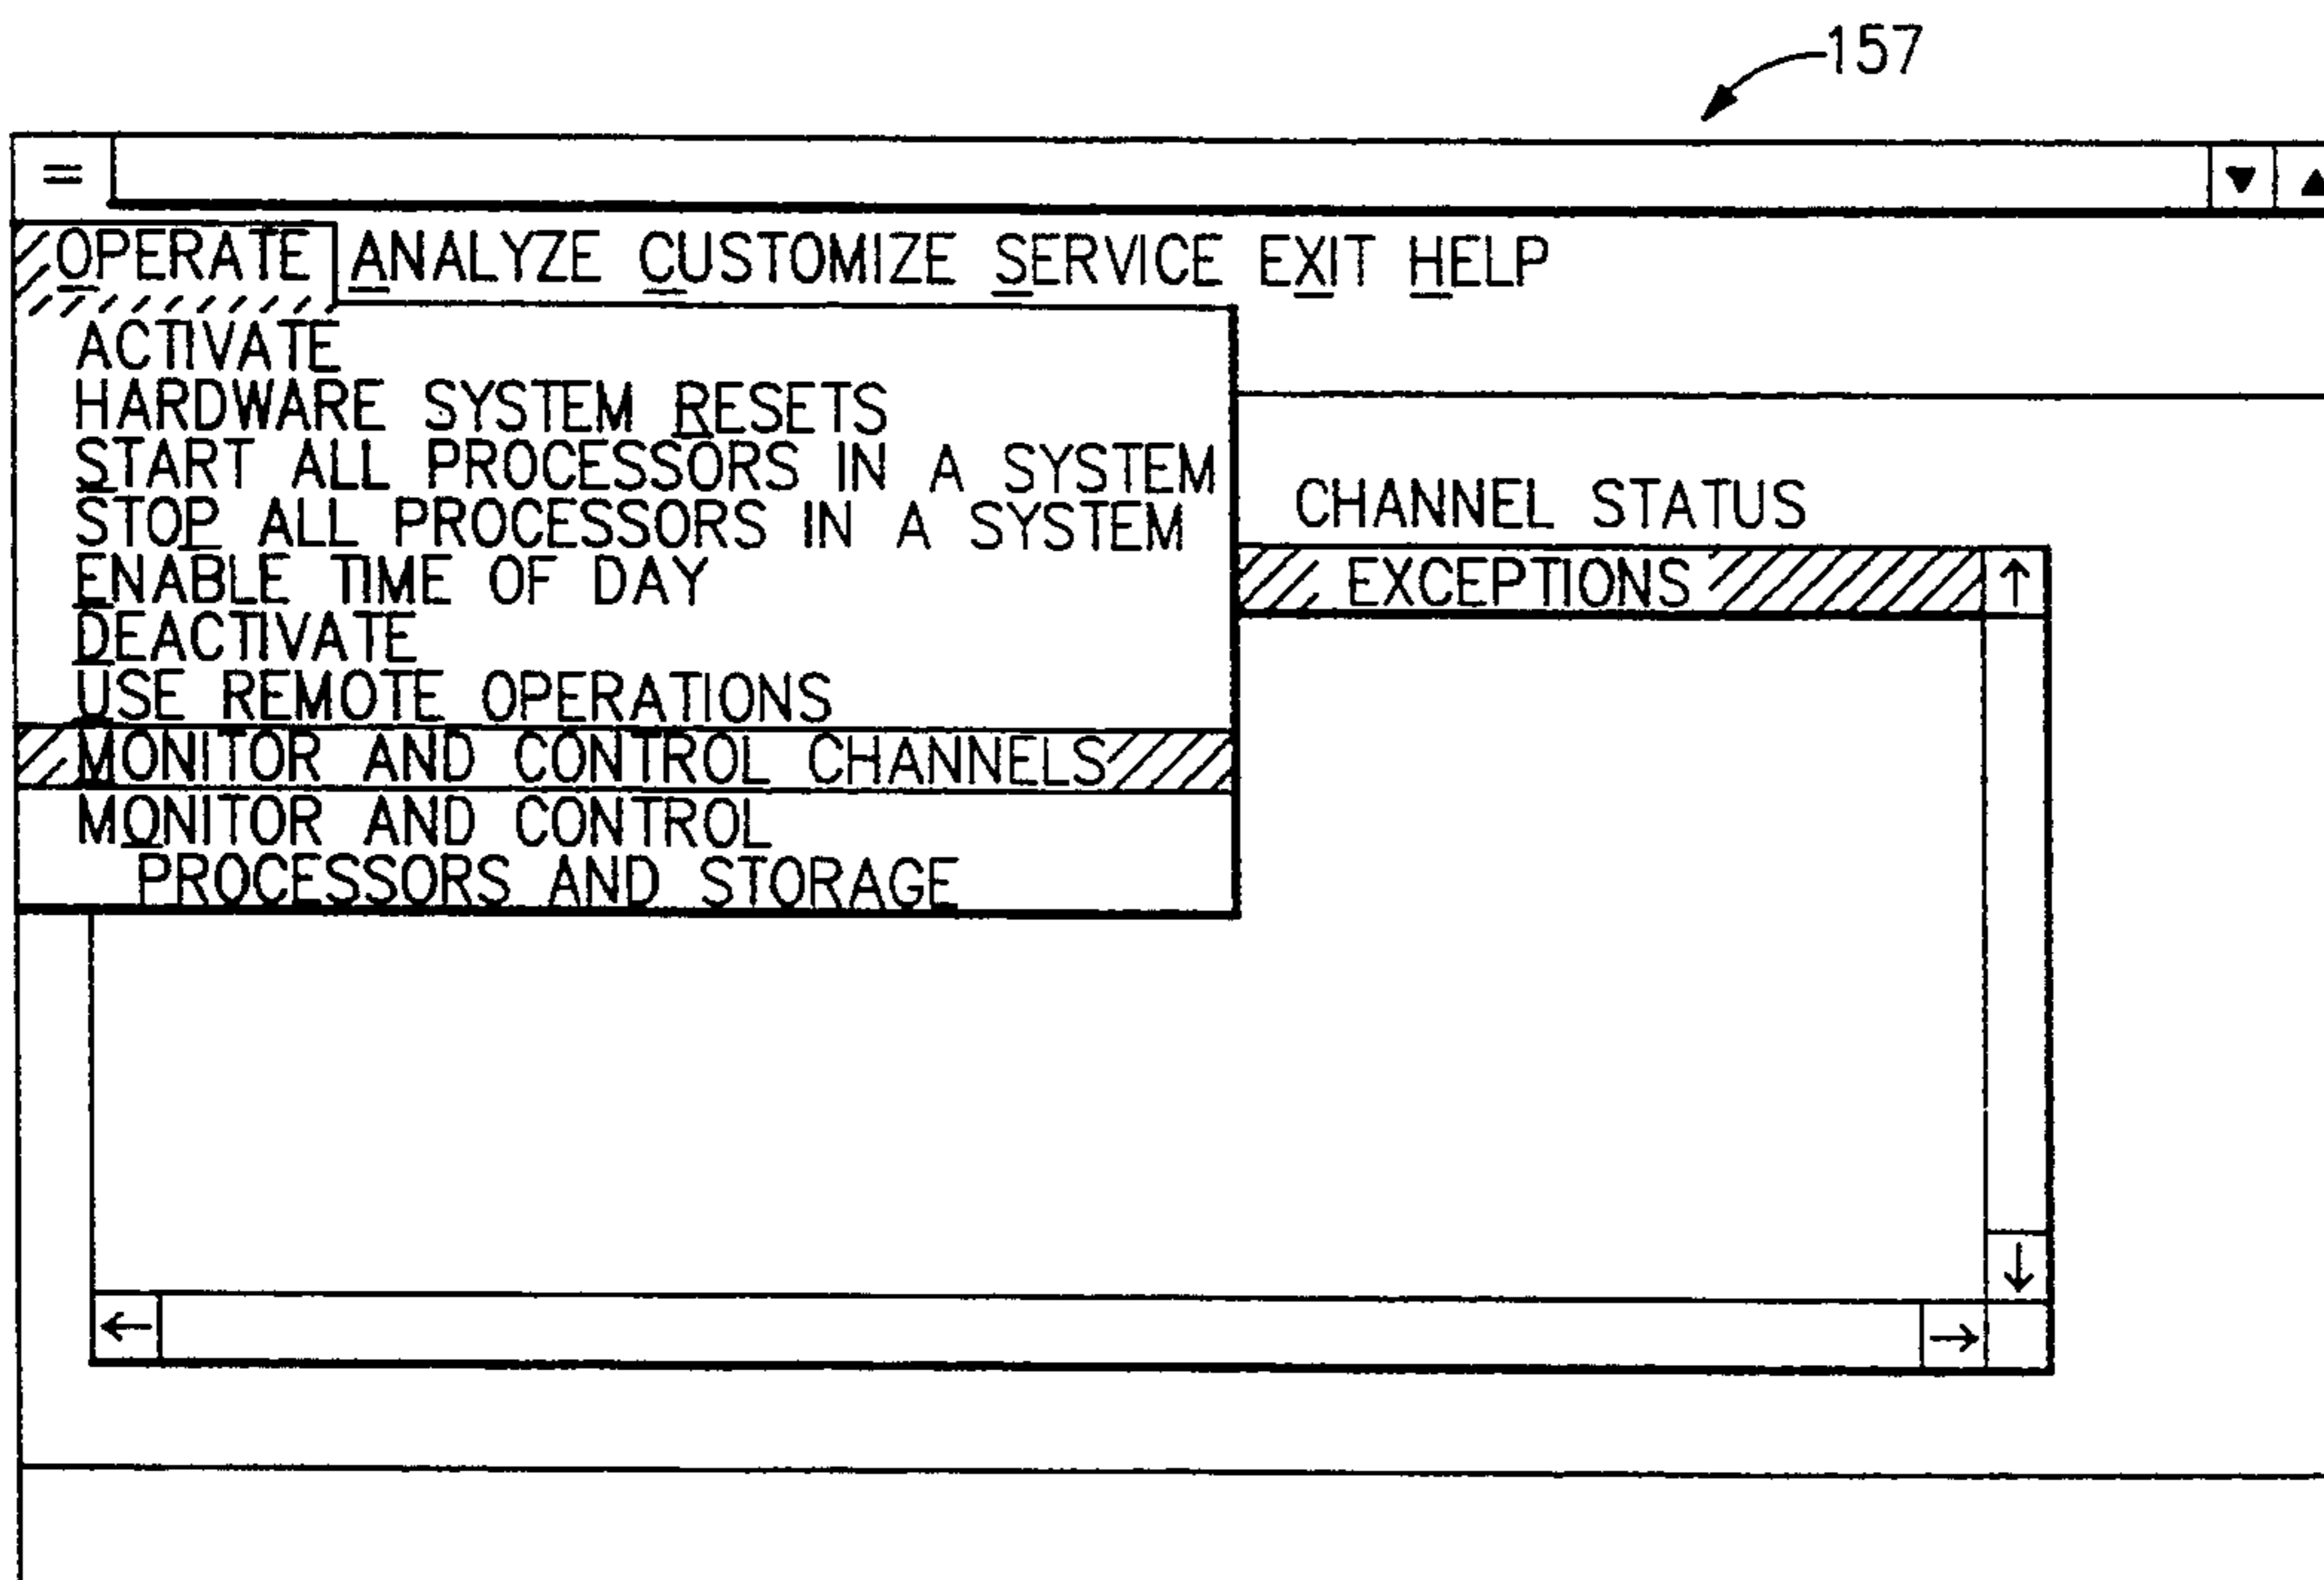 157
=
OPERATE ANALYZE CUSTOMIZE SERVICE EXIT HELP
ACTIVATE
HARDWARE SYSTEM RESETS
START ALL PROCESSORS IN A SYSTEM
STOP ALL PROCESSORS IN A SYSTEM
ENABLE TIME OF DAY
DEACTIVATE
USE REMOTE OPERATIONS
MONITOR AND CONTROL CHANNELS
MONITOR AND CONTROL
PROCESSORS AND STORAGE
CHANNEL STATUS
EXCEPTIONS